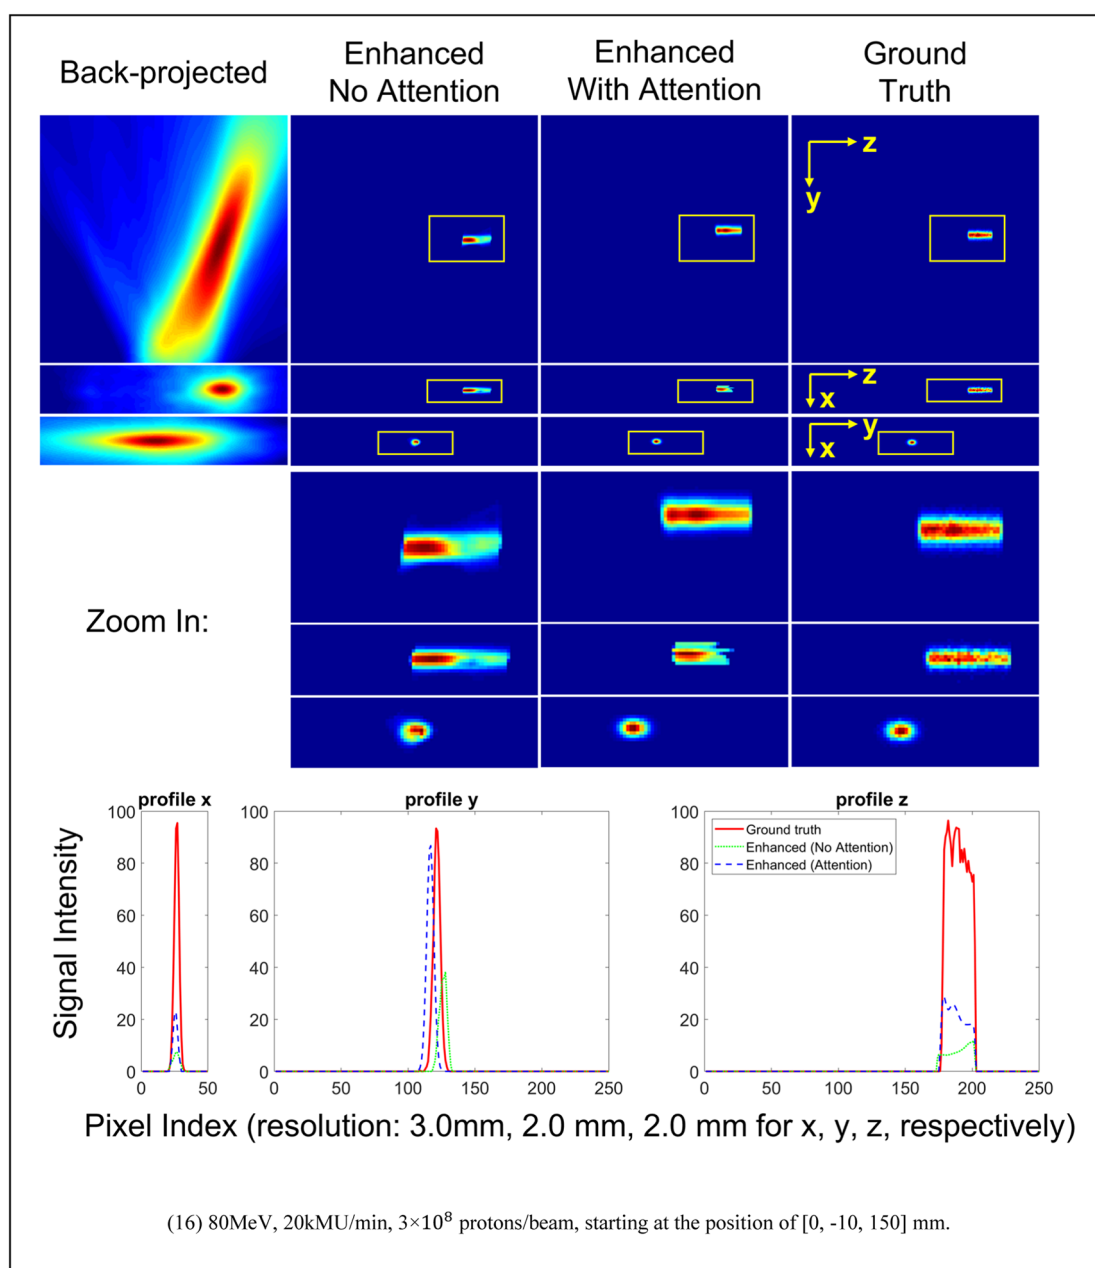 Back-projected
Enhanced
No Attention
Enhanced
With Attention
Ground
Truth
z
y
z
x
y
x
Zoom In:
profile x
profile y
profile z
Signal Intensity
100
80
60
40
20
0
0 50
100
80
60
40
20
0
0 50 100 150 200 250
100
80
60
40
20
0
0 50 100 150 200 250
Ground truth
Enhanced (No Attention)
Enhanced (Attention)
Pixel Index (resolution: 3.0mm, 2.0 mm, 2.0 mm for x, y, z, respectively)
(16) 80MeV, 20kMU/min, 3×10⁸ protons/beam, starting at the position of [0, -10, 150] mm.